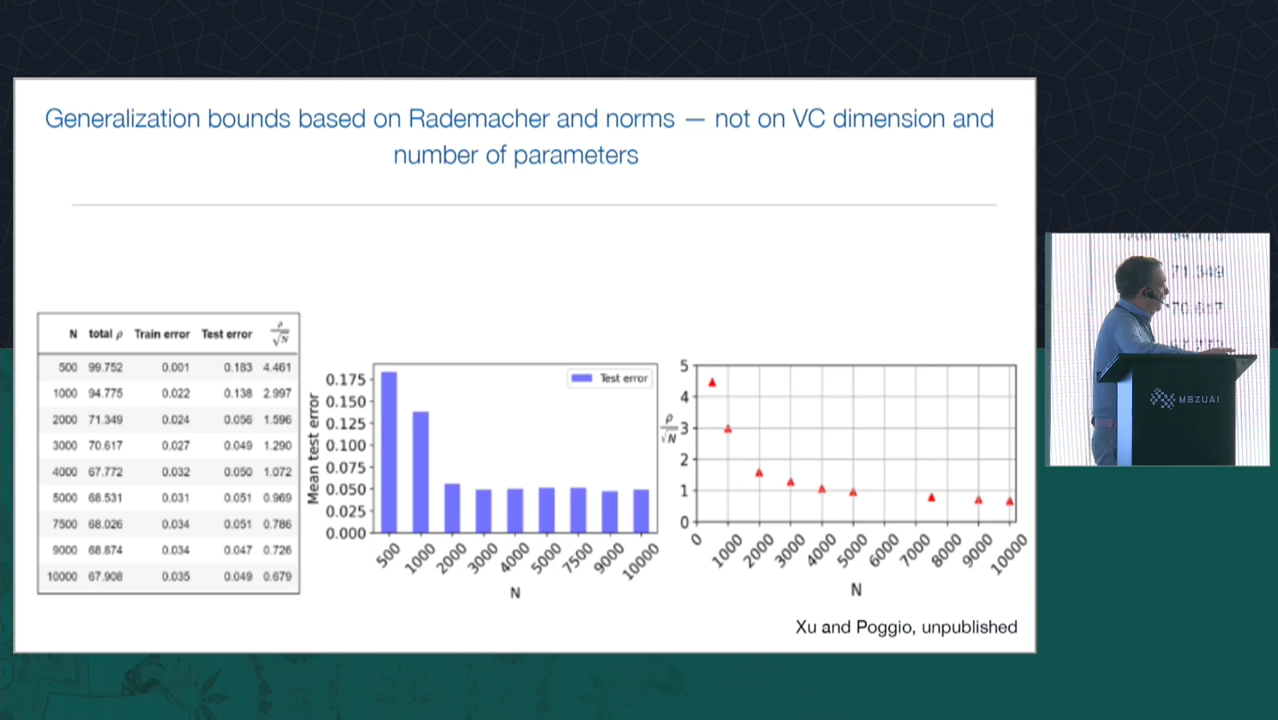 Generalization bounds based on Rademacher and norms — not on VC dimension and
number of parameters
N total ρ Train error Test error ρ/√N
500 99.752 0.001 0.183 4.461
1000 94.775 0.022 0.138 2.997
2000 71.349 0.024 0.056 1.596
3000 70.617 0.027 0.049 1.290
4000 67.772 0.032 0.050 1.072
5000 68.531 0.031 0.051 0.969
7500 68.026 0.034 0.051 0.786
9000 68.874 0.034 0.047 0.726
10000 67.908 0.035 0.049 0.679
Mean test error
0.175
0.150
0.125
0.100
0.075
0.050
0.025
0.000
Test error
500 1000 2000 3000 4000 5000 7500 9000 10000
N
ρ/√N
5
4
3
2
1
0
0 1000 2000 3000 4000 5000 6000 7000 8000 9000 10000
N
Xu and Poggio, unpublished
71.349
70.617
MBZUAI